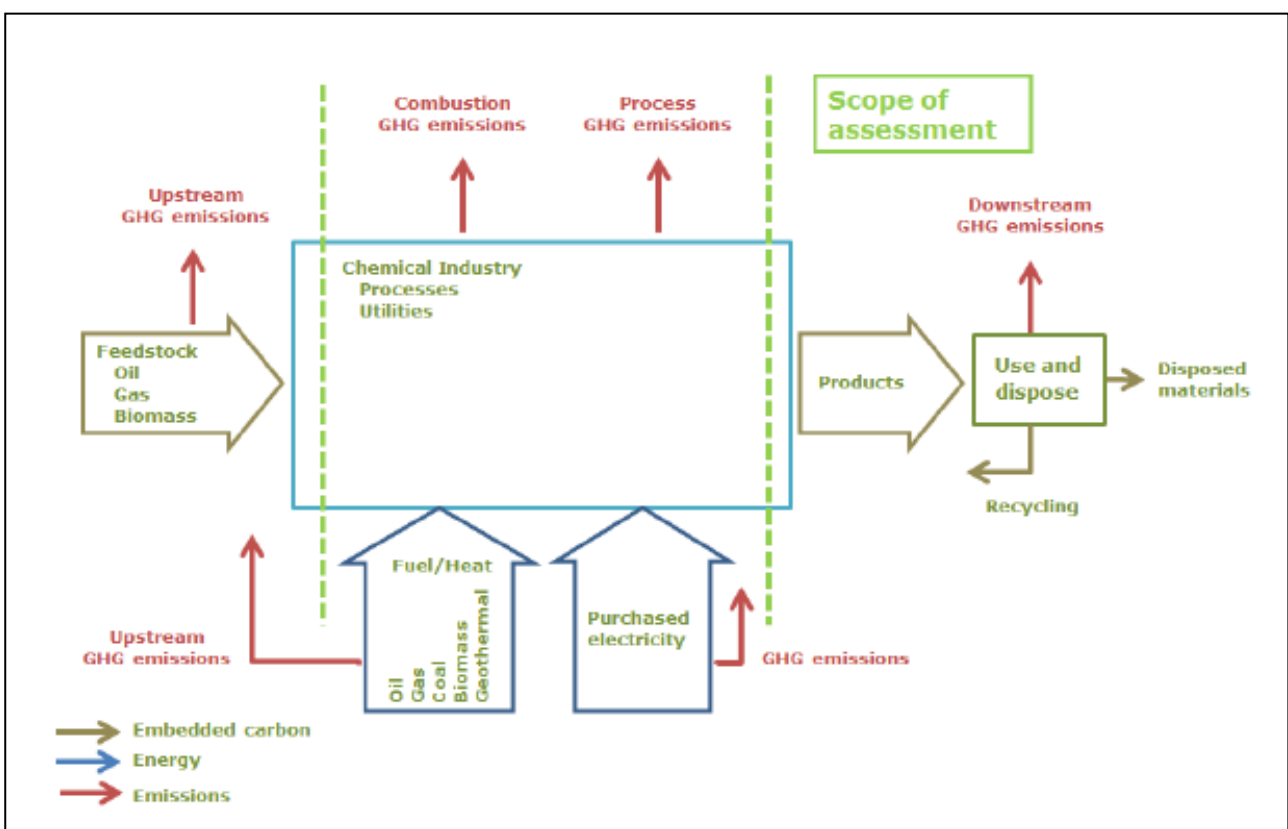 Scope of
assessment
Combustion
GHG emissions
Process
GHG emissions
Upstream
GHG emissions
Downstream
GHG emissions
Chemical Industry
Processes
Utilities
Feedstock
Oil
Gas
Biomass
Products
Use and
dispose
Disposed
materials
Recycling
Fuel/Heat
Oil
Gas
Coal
Biomass
Geothermal
Purchased
electricity
Upstream
GHG emissions
GHG emissions
Embedded carbon
Energy
Emissions